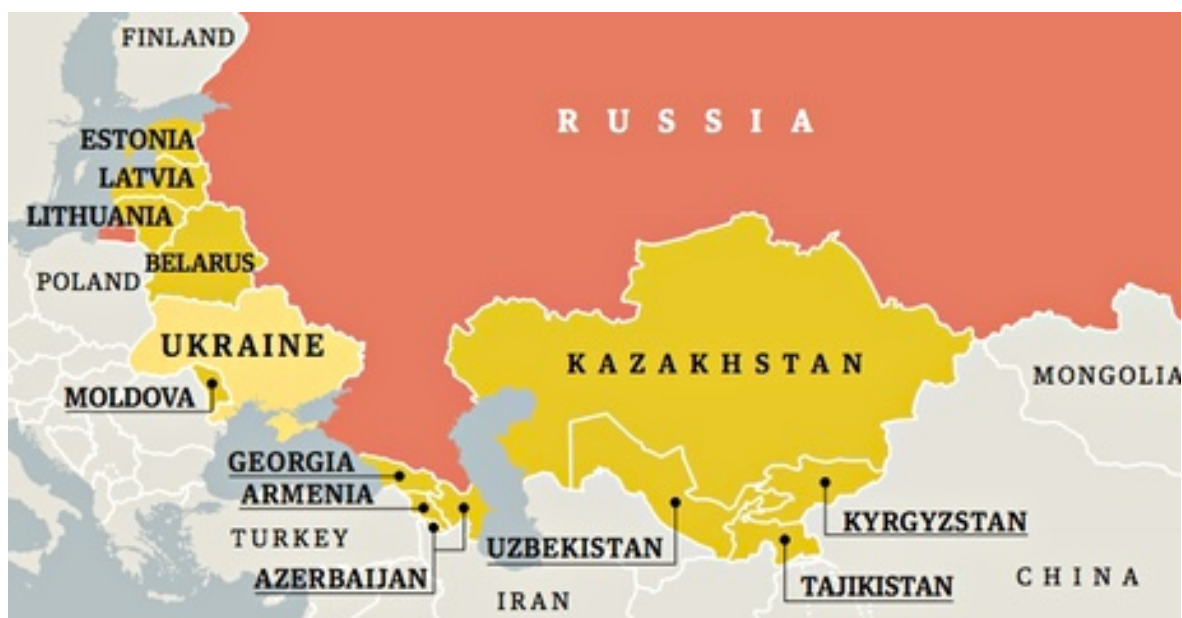 FINLAND
RUSSIA
ESTONIA
LATVIA
LITHUANIA
BELARUS
POLAND
UKRAINE
KAZAKHSTAN
MONGOLIA
MOLDOVA
GEORGIA
ARMENIA
TURKEY
UZBEKISTAN
KYRGYZSTAN
AZERBAIJAN
TAJIKISTAN
CHINA
IRAN